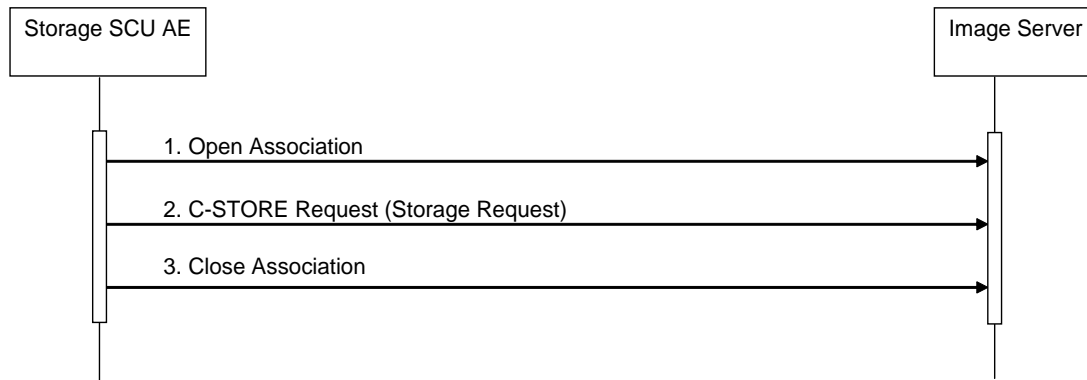 Storage SCU AE
Image Server
1. Open Association
2. C-STORE Request (Storage Request)
3. Close Association